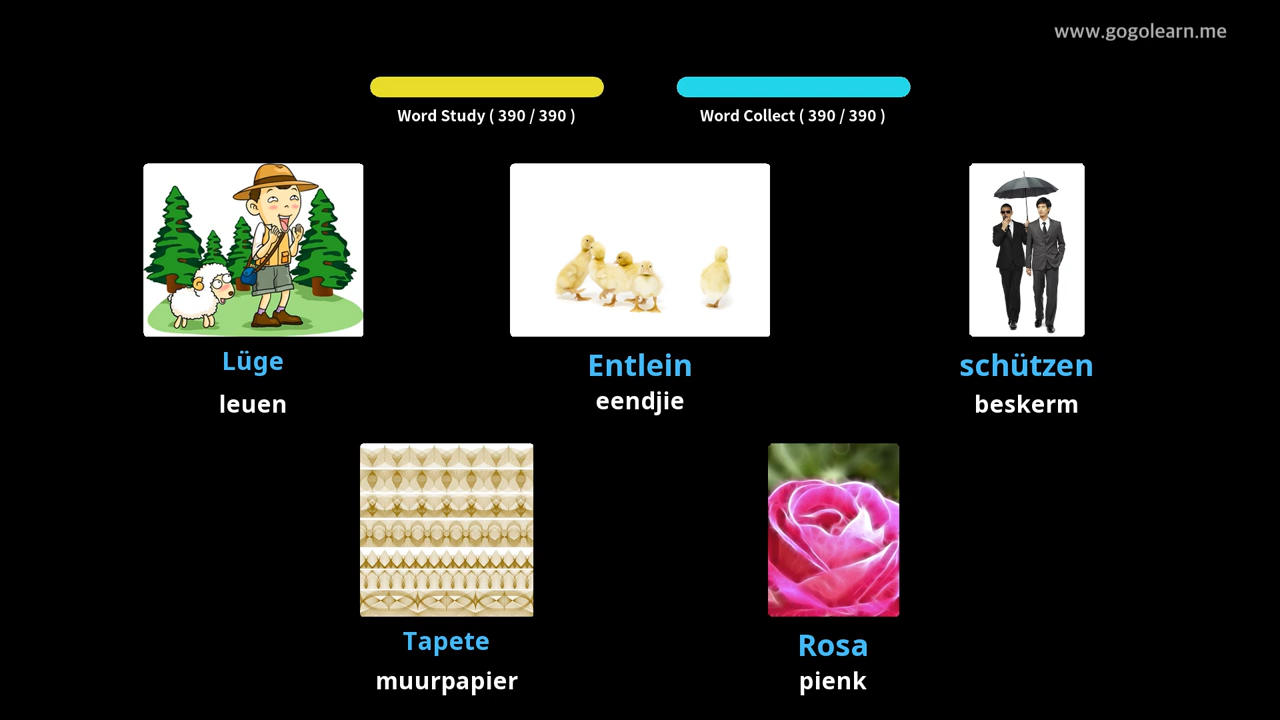 www.gogolearn.me
Word Study ( 390 / 390 )
Word Collect ( 390 / 390 )
Lüge
leuen
Entlein
eendjie
schützen
beskerm
Tapete
muurpapier
Rosa
pienk